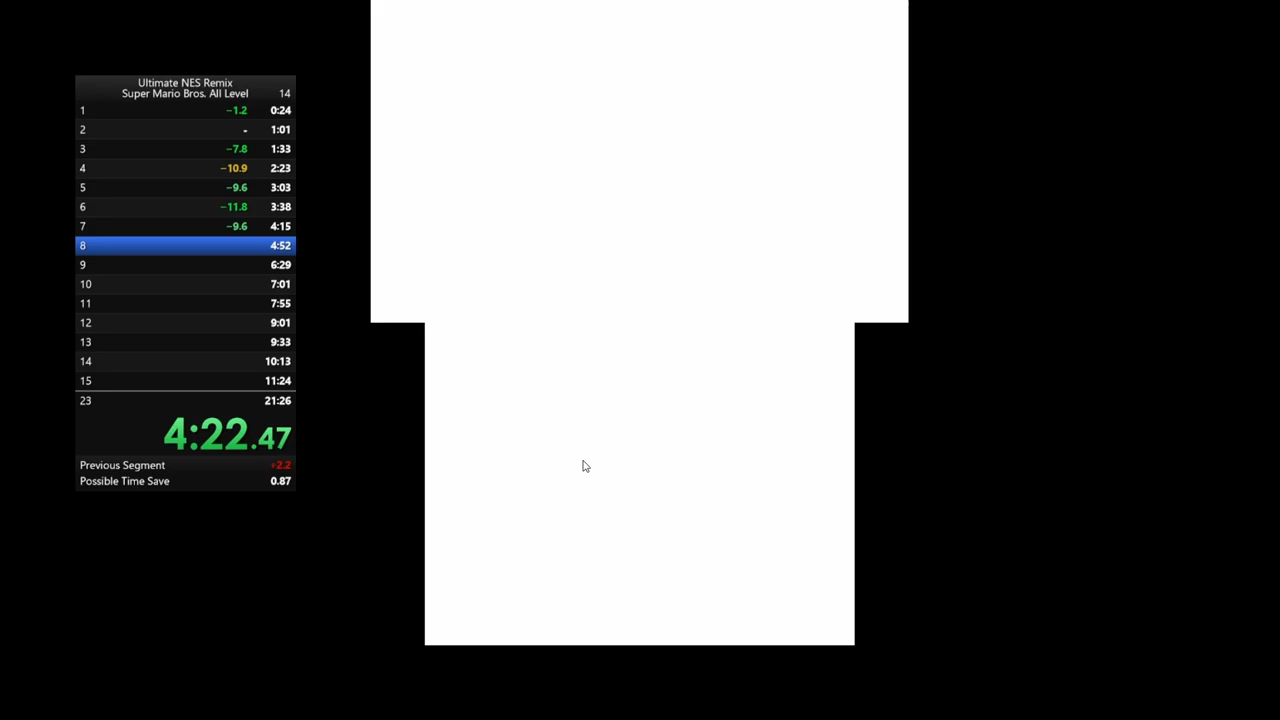 Ultimate NES Remix
Super Mario Bros. All Level 14
1 −1.2 0:24
2 - 1:01
3 −7.8 1:33
4 −10.9 2:23
5 −9.6 3:03
6 −11.8 3:38
7 −9.6 4:15
8 4:52
9 6:29
10 7:01
11 7:55
12 9:01
13 9:33
14 10:13
15 11:24
23 21:26
4:22.47
Previous Segment +2.2
Possible Time Save 0.87